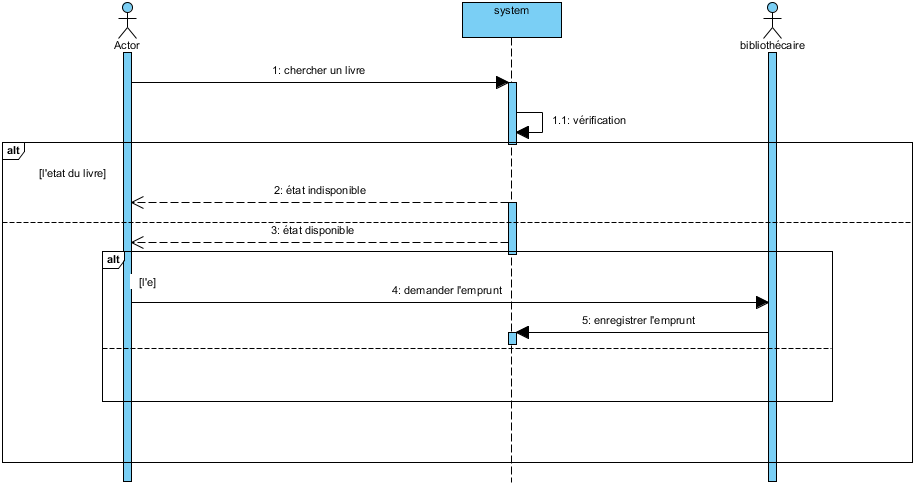 system
Actor
bibliothécaire
1: chercher un livre
1.1: vérification
alt
[l'etat du livre]
2: état indisponible
3: état disponible
alt
[l'e]
4: demander l'emprunt
5: enregistrer l'emprunt